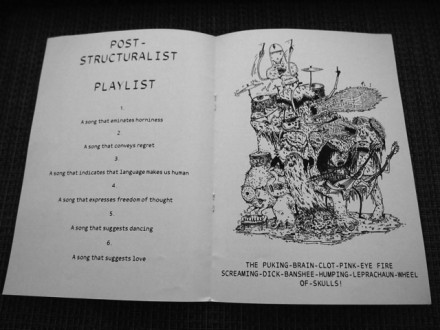 POST-
STRUCTURALIST
PLAYLIST
1.
A song that eminates horniness
2.
A song that conveys regret
3.
A song that indicates that language makes us human
4.
A song that expresses freedom of thought
5.
A song that suggests dancing
6.
A song that suggests love
THE PUKING-BRAIN-CLOT-PINK-EYE FIRE
SCREAMING-DICK-BANSHEE-HUMPING-LEPRACHAUN-WHEEL
OF-SKULLS!